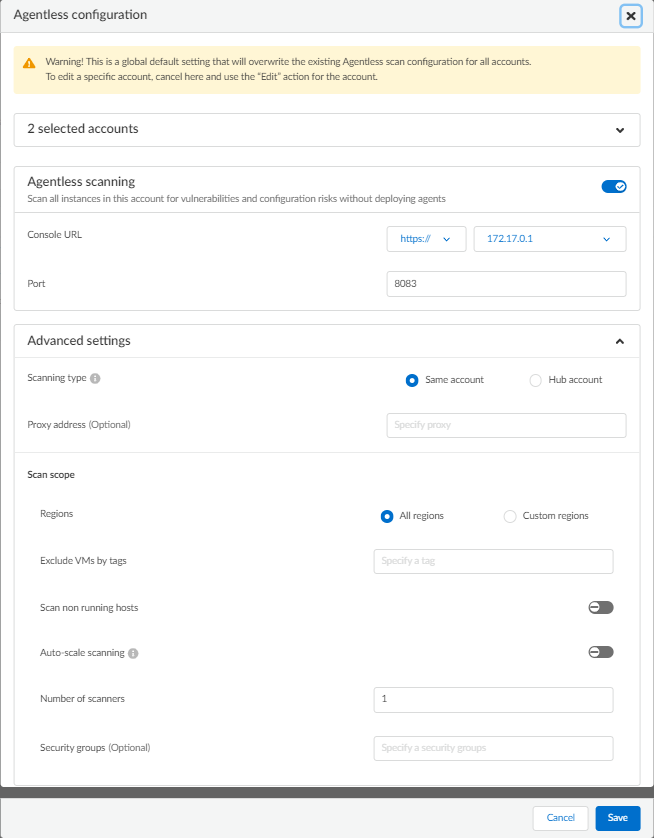 Agentless configuration
Warning! This is a global default setting that will overwrite the existing Agentless scan configuration for all accounts.
To edit a specific account, cancel here and use the “Edit” action for the account.
2 selected accounts
Agentless scanning
Scan all instances in this account for vulnerabilities and configuration risks without deploying agents
Console URL
https://
172.17.0.1
Port
8083
Advanced settings
Scanning type
Same account
Hub account
Proxy address (Optional)
Specify proxy
Scan scope
Regions
All regions
Custom regions
Exclude VMs by tags
Specify a tag
Scan non running hosts
Auto-scale scanning
Number of scanners
1
Security groups (Optional)
Specify a security groups
Cancel
Save